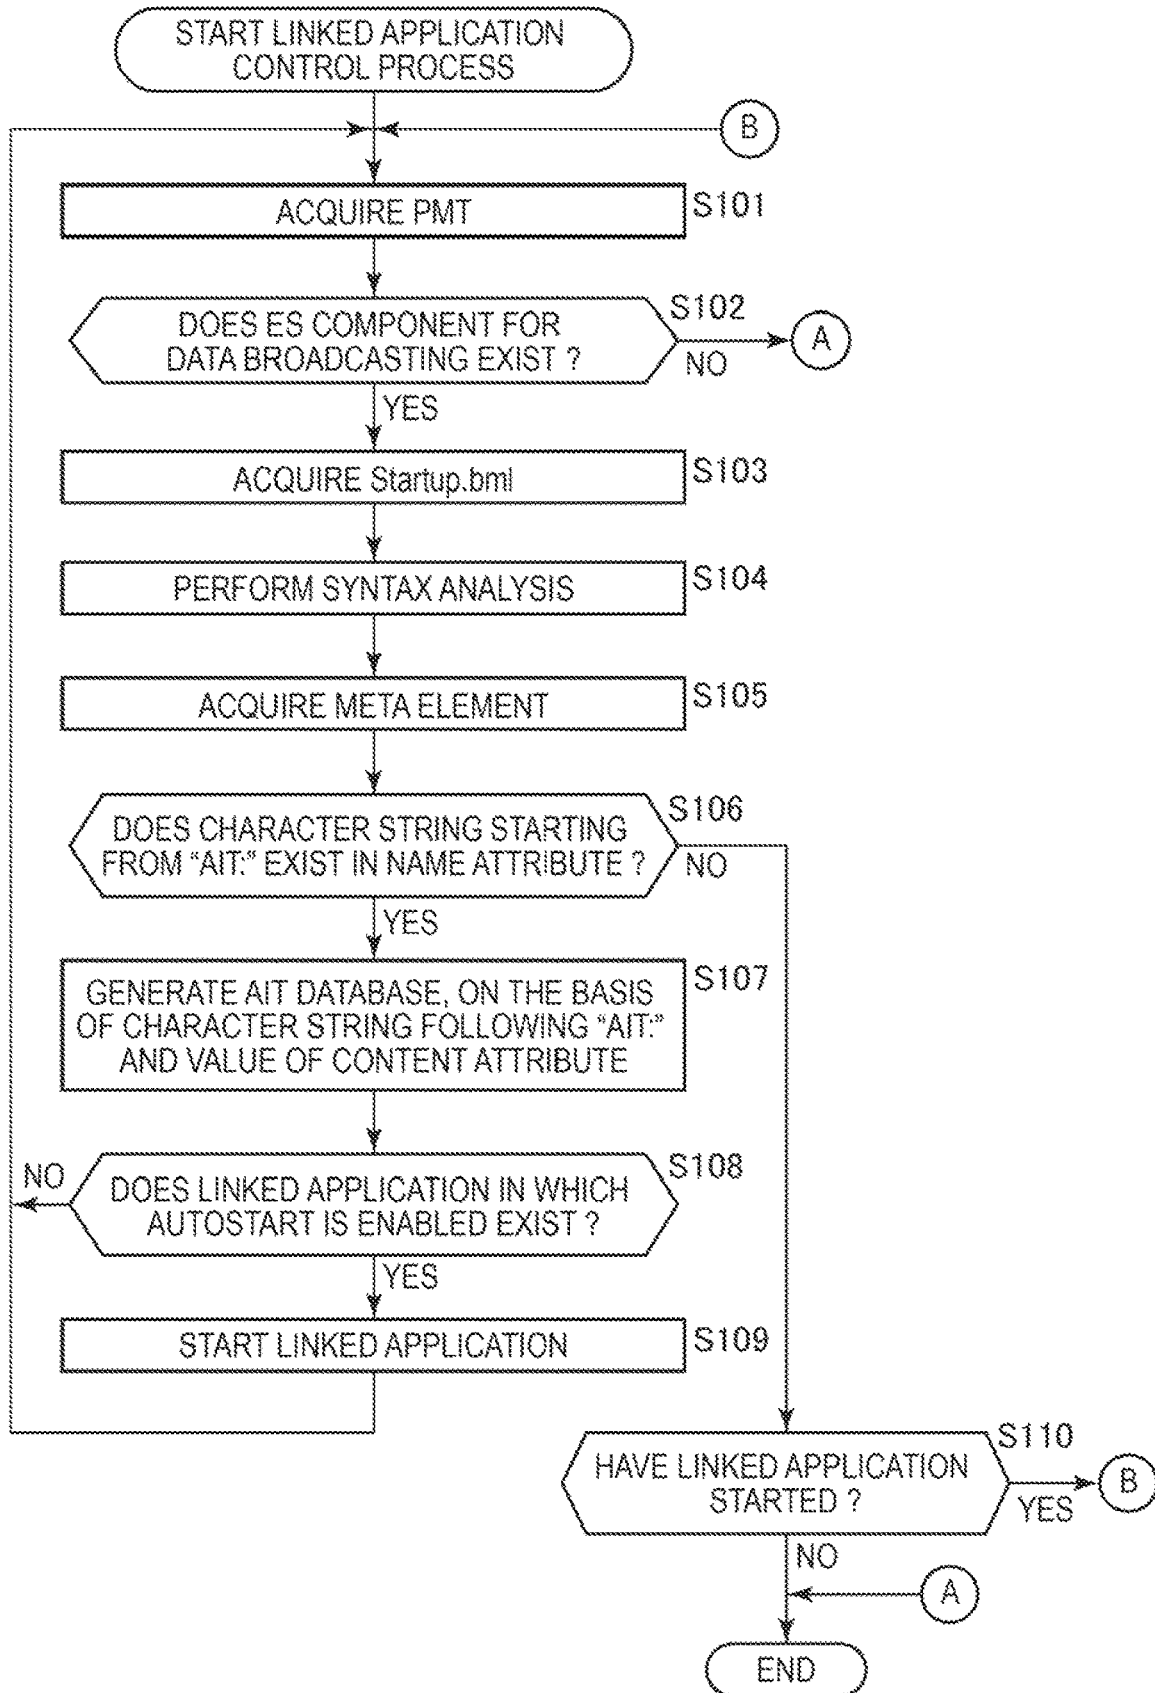 START LINKED APPLICATION
CONTROL PROCESS
B
ACQUIRE PMT
S101
DOES ES COMPONENT FOR
DATA BROADCASTING EXIST ?
S102
NO
A
YES
ACQUIRE Startup.bml
S103
PERFORM SYNTAX ANALYSIS
S104
ACQUIRE META ELEMENT
S105
DOES CHARACTER STRING STARTING
FROM “AIT:” EXIST IN NAME ATTRIBUTE ?
S106
NO
YES
GENERATE AIT DATABASE, ON THE BASIS
OF CHARACTER STRING FOLLOWING “AIT:”
AND VALUE OF CONTENT ATTRIBUTE
S107
NO
DOES LINKED APPLICATION IN WHICH
AUTOSTART IS ENABLED EXIST ?
S108
YES
START LINKED APPLICATION
S109
HAVE LINKED APPLICATION
STARTED ?
S110
YES
B
NO
A
END